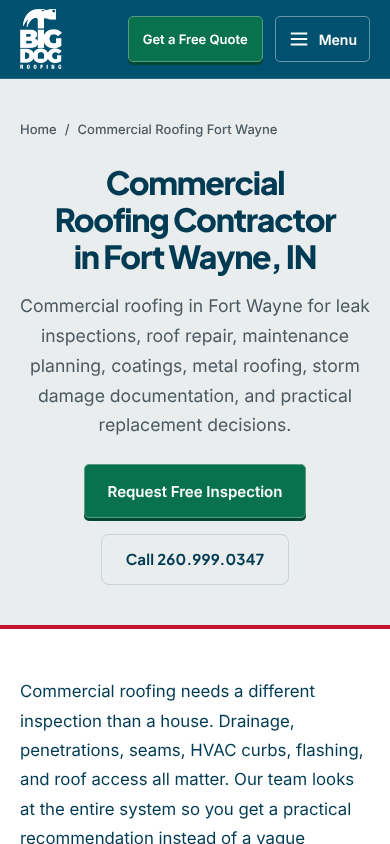 BIG
DOG
ROOFING
Get a Free Quote
Menu
Home / Commercial Roofing Fort Wayne
Commercial
Roofing Contractor
in Fort Wayne, IN
Commercial roofing in Fort Wayne for leak
inspections, roof repair, maintenance
planning, coatings, metal roofing, storm
damage documentation, and practical
replacement decisions.
Request Free Inspection
Call 260.999.0347
Commercial roofing needs a different
inspection than a house. Drainage,
penetrations, seams, HVAC curbs, flashing,
and roof access all matter. Our team looks
at the entire system so you get a practical
recommendation instead of a vague